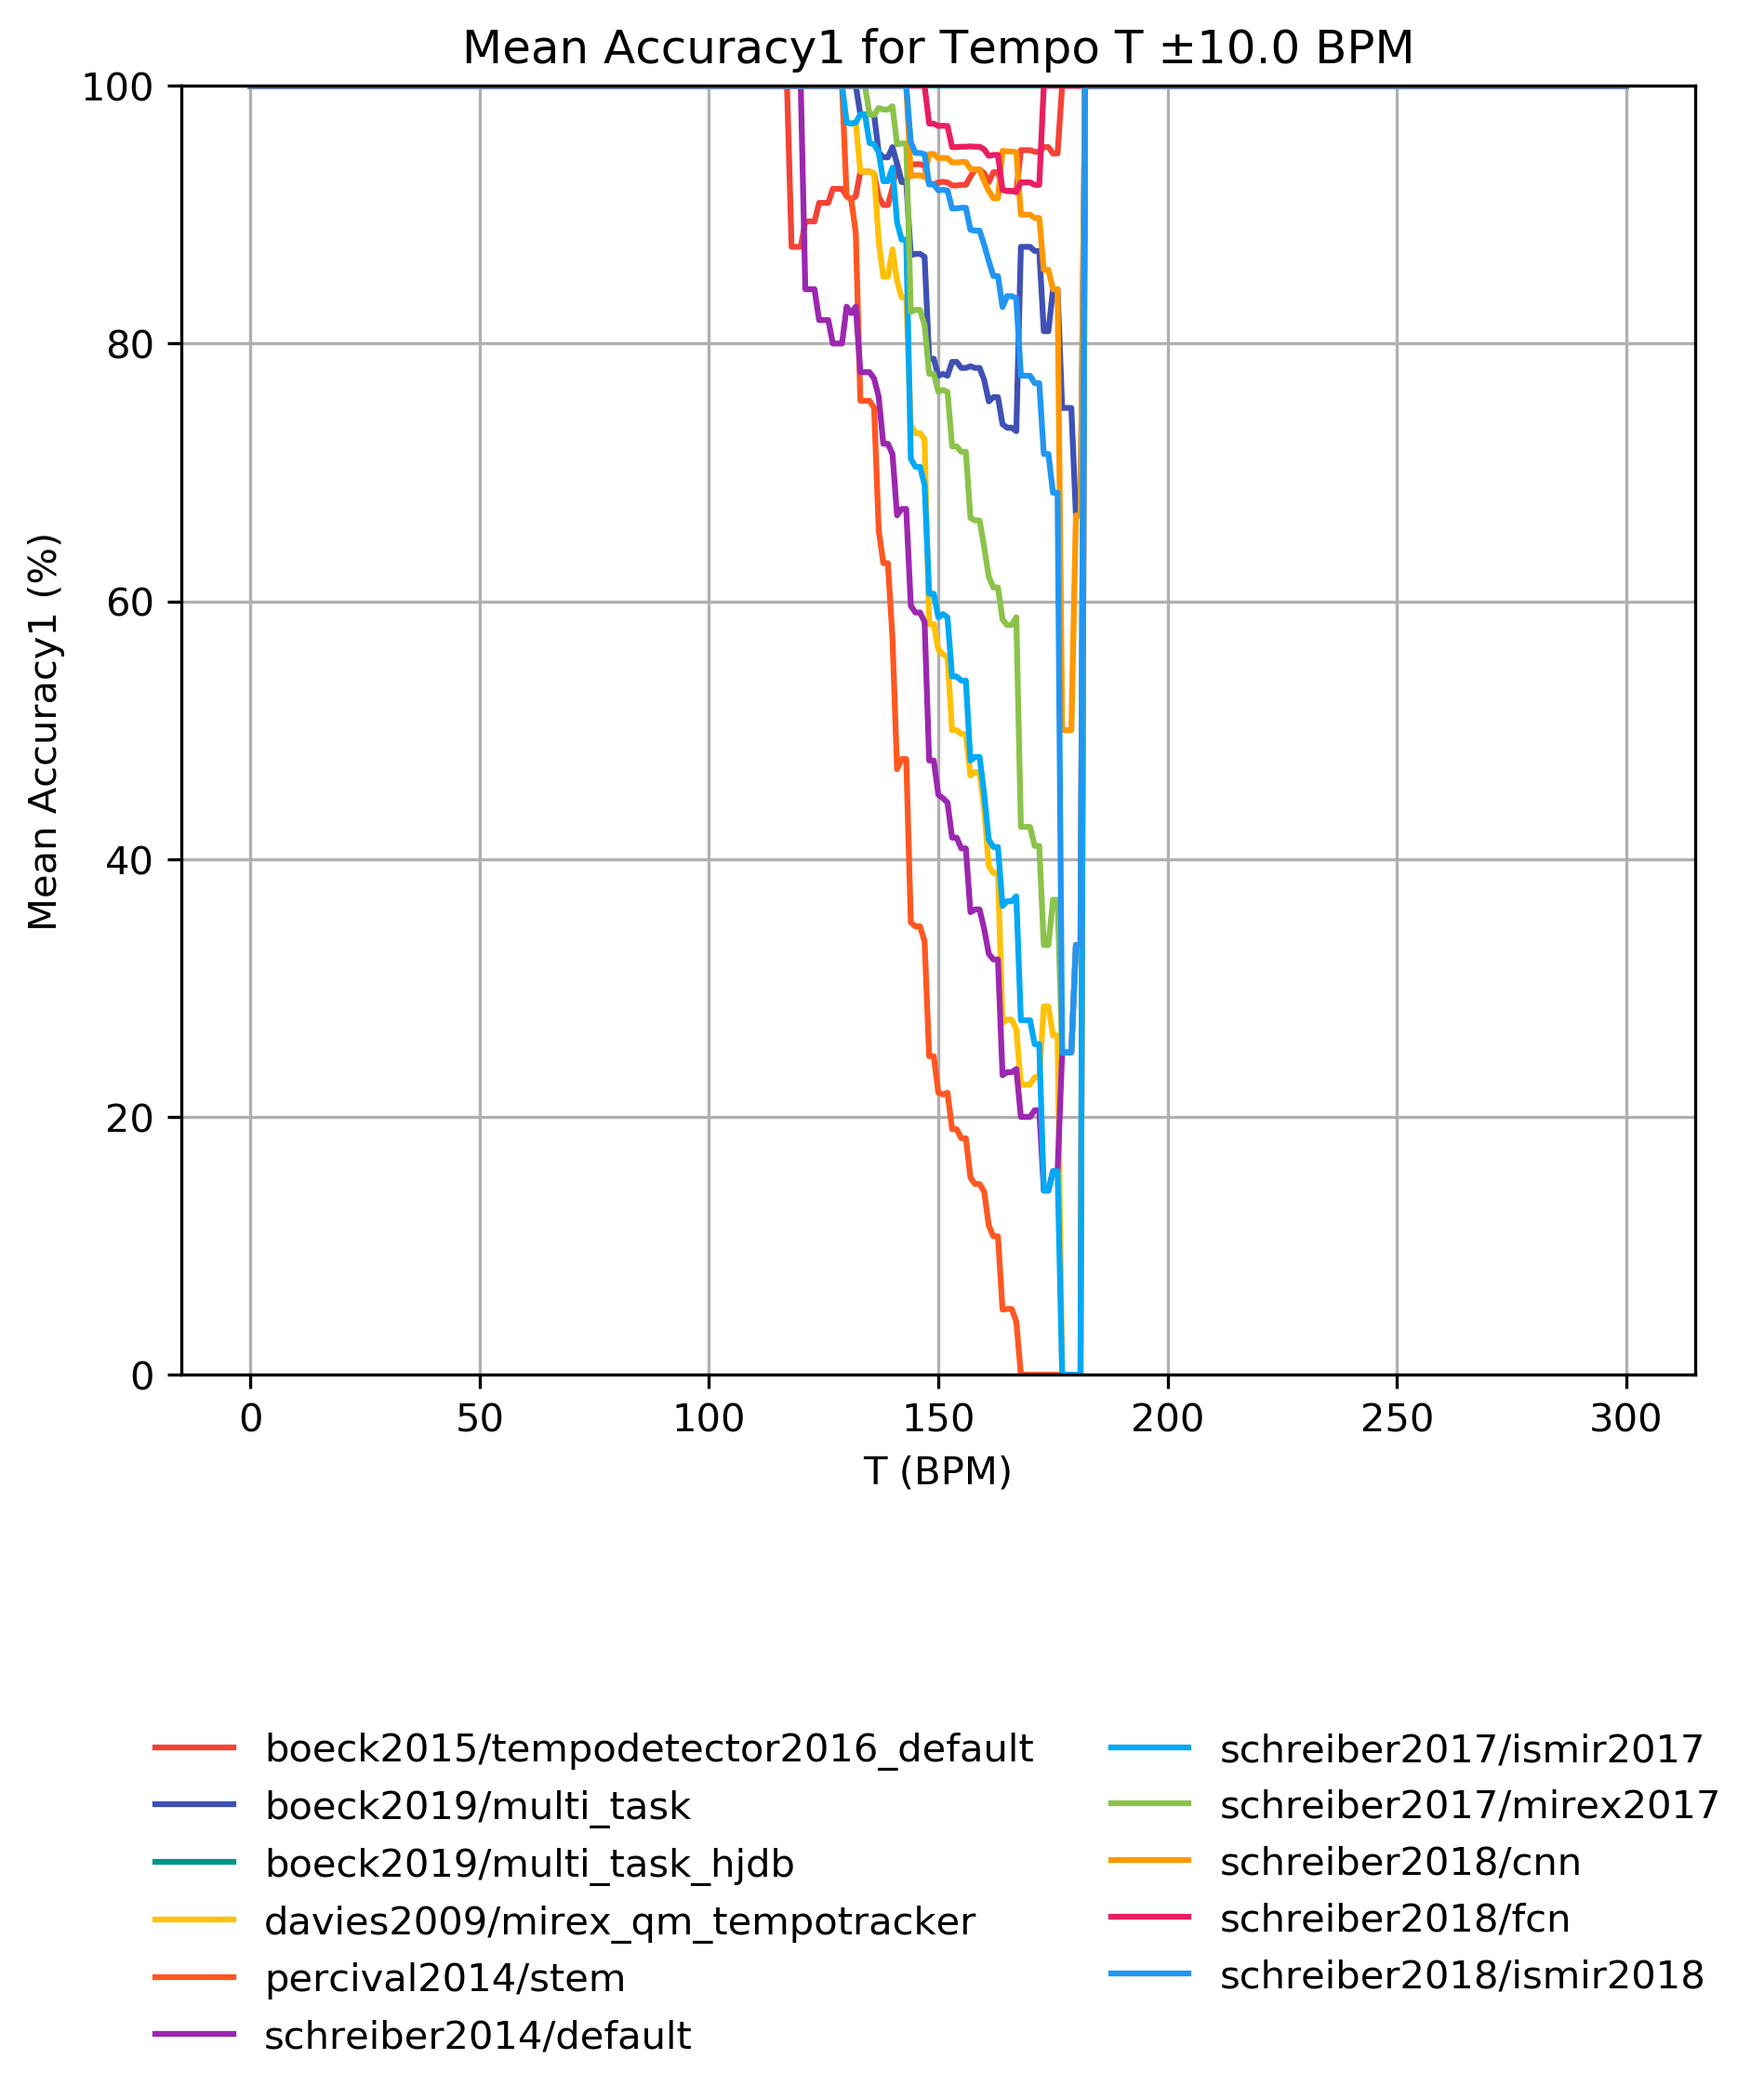 Mean Accuracy1 for Tempo T ±10.0 BPM
100
80
60
40
20
0
Mean Accuracy1 (%)
0 50 100 150 200 250 300
T (BPM)
boeck2015/tempodetector2016_default
boeck2019/multi_task
boeck2019/multi_task_hjdb
davies2009/mirex_qm_tempotracker
percival2014/stem
schreiber2014/default
schreiber2017/ismir2017
schreiber2017/mirex2017
schreiber2018/cnn
schreiber2018/fcn
schreiber2018/ismir2018